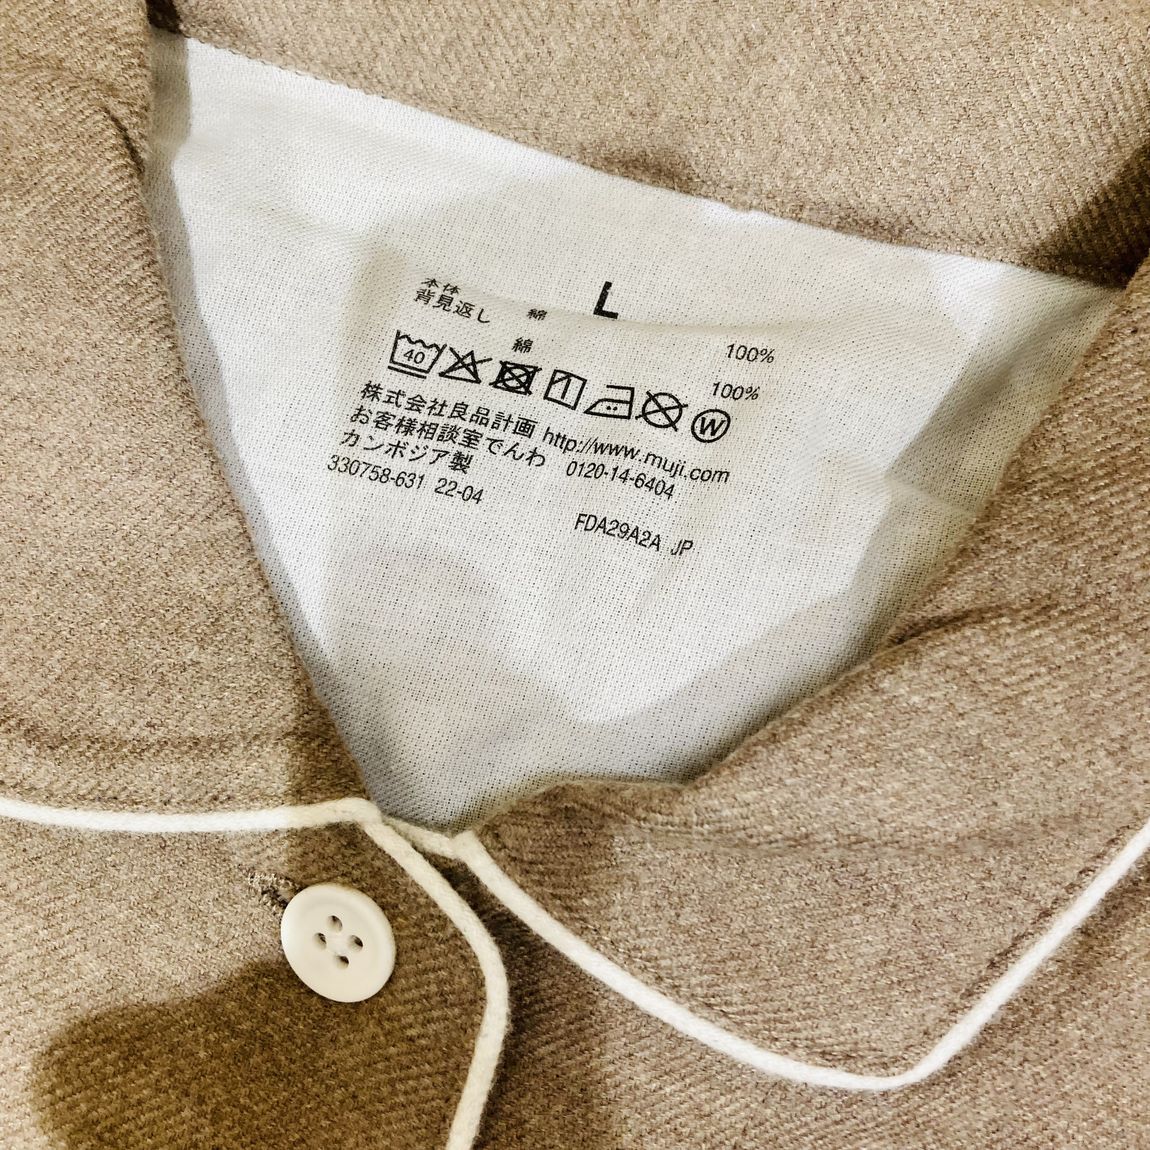 L
本体 綿 100%
背見返し 綿 100%
40
W
株式会社良品計画 http://www.muji.com
お客様相談室でんわ 0120-14-6404
カンボジア製
330758-631 22-04 FDA29A2A JP